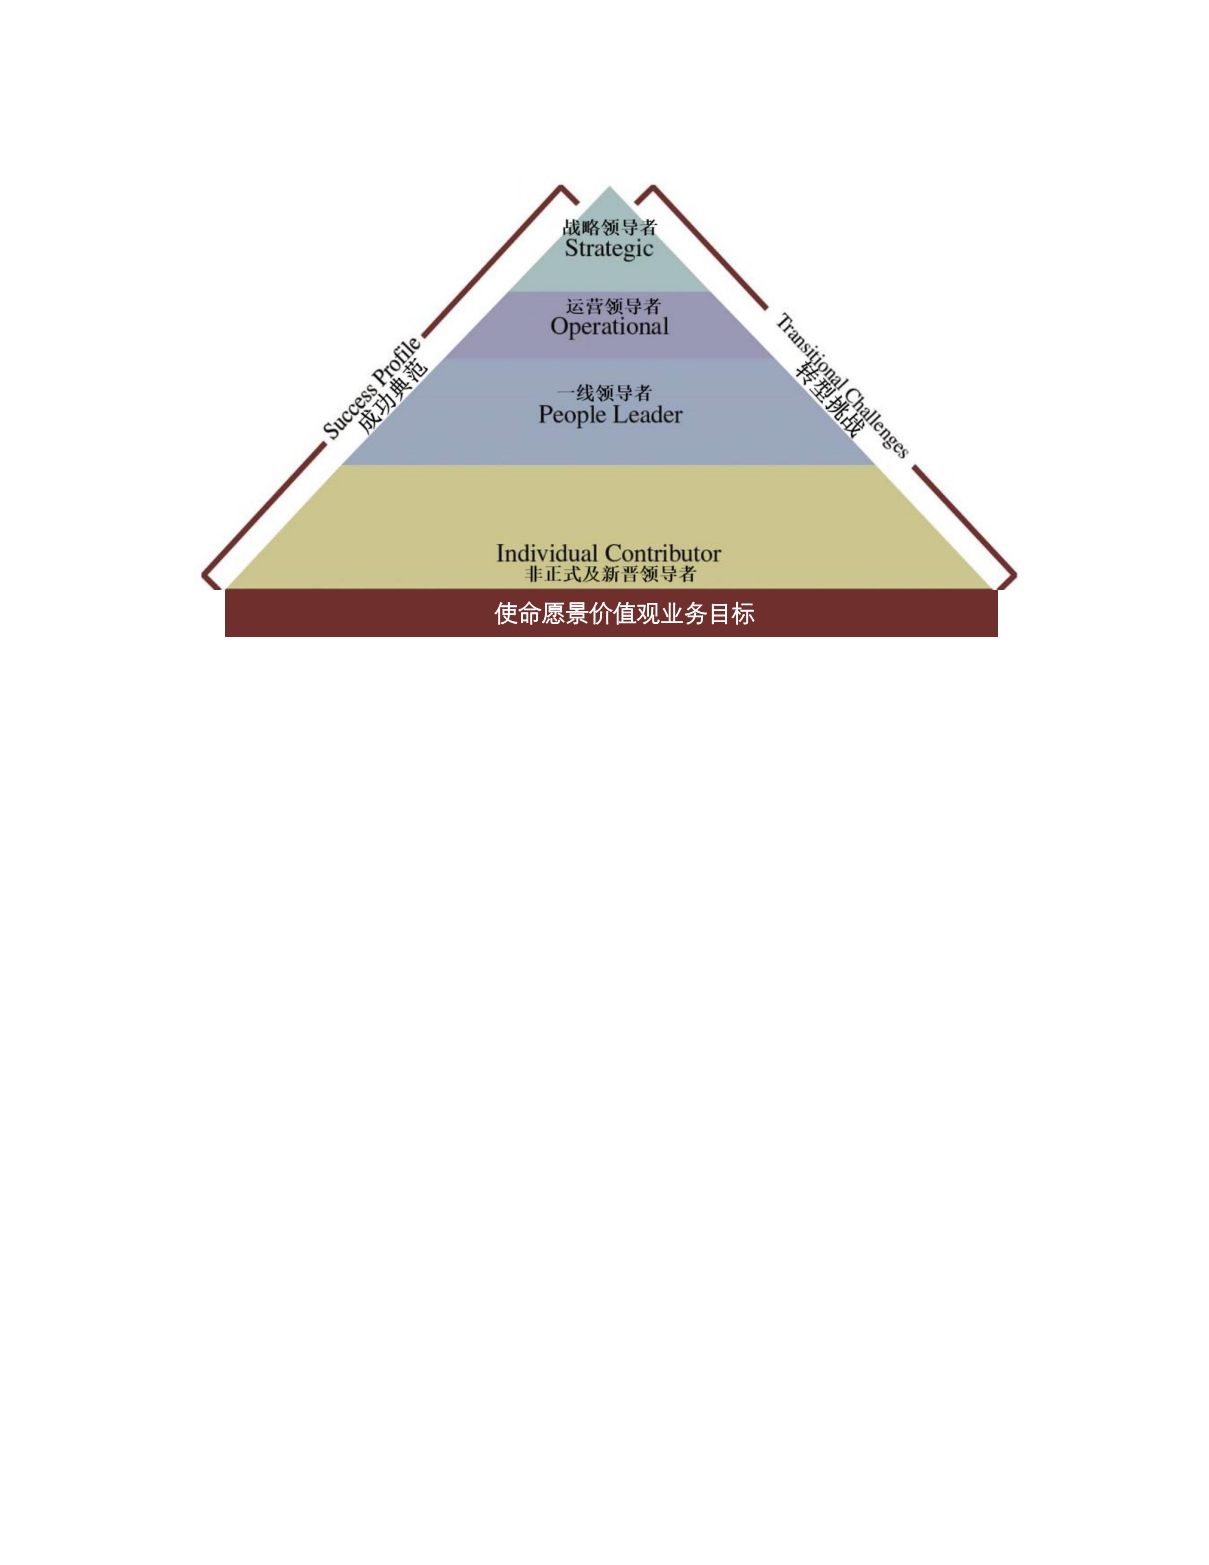 战略领导者
Strategic
运营领导者
Operational
Success Profile
成功典范
Transitional Challenges
转型挑战
一线领导者
People Leader
Individual Contributor
非正式及新晋领导者
使命愿景价值观业务目标